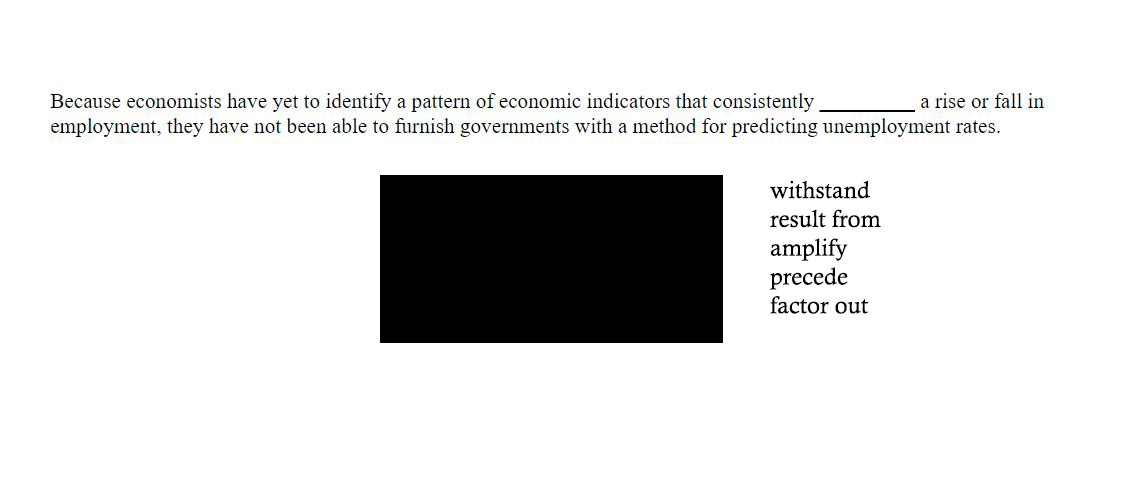 Because economists have yet to identify a pattern of economic indicators that consistently _________ a rise or fall in
employment, they have not been able to furnish governments with a method for predicting unemployment rates.
withstand
result from
amplify
precede
factor out